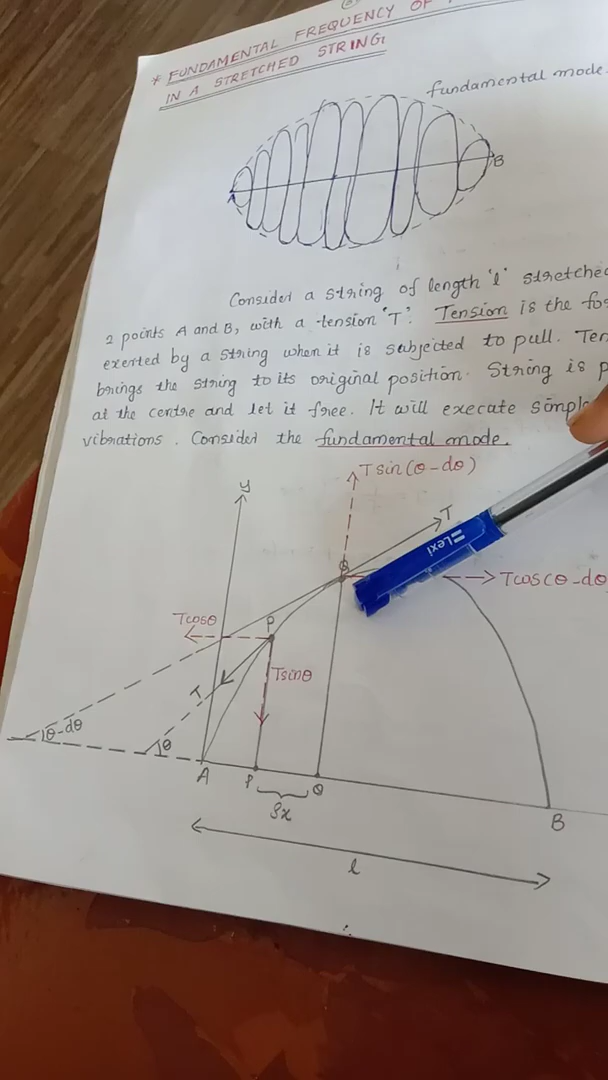 * FUNDAMENTAL FREQUENCY OF
IN A STRETCHED STRING
fundamental mode.
A
B
Consider a string of length 'l' stretched
2 points A and B, with a tension 'T'. Tension is the
exerted by a string when it is subjected to pull.
brings the string to its original position. String is
at the centre and let it free. It will execute simple
vibrations. Consider the fundamental mode.
T sin(θ-dθ)
y
T
Lexi
Q
Tcos(θ-dθ
Tcosθ
P
T
Tsinθ
θ-dθ
θ
A
P
Q
B
δx
l